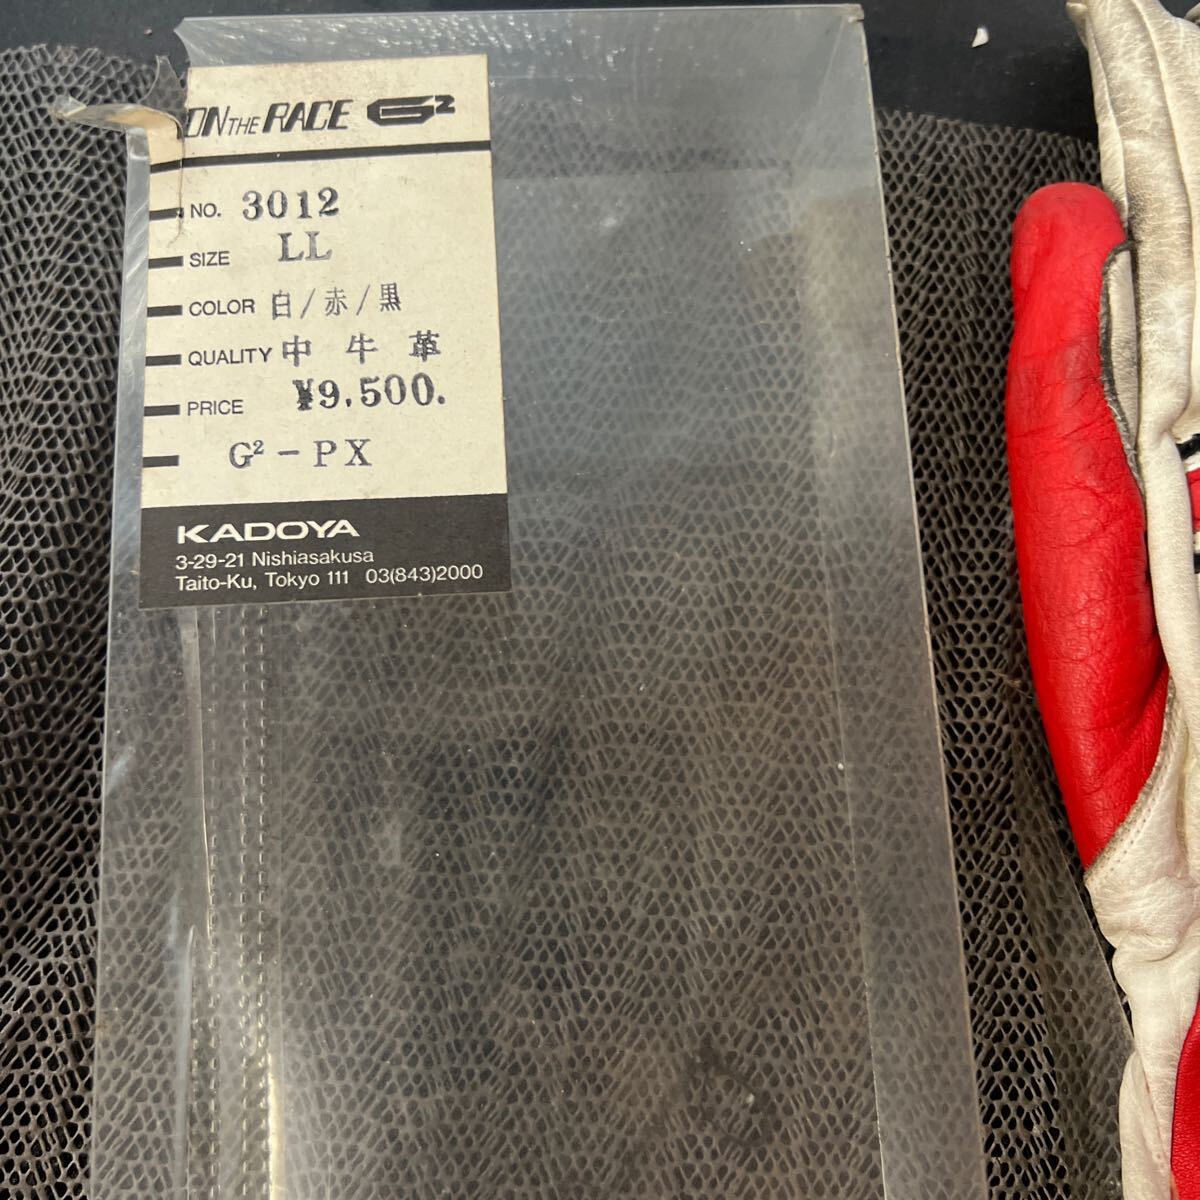 ON THE RACE G²
NO. 3012
SIZE LL
COLOR 白/赤/黒
QUALITY 中 牛 革
PRICE ¥9,500.
G²-PX
KADOYA
3-29-21 Nishiasakusa
Taito-Ku, Tokyo 111 03(843)2000